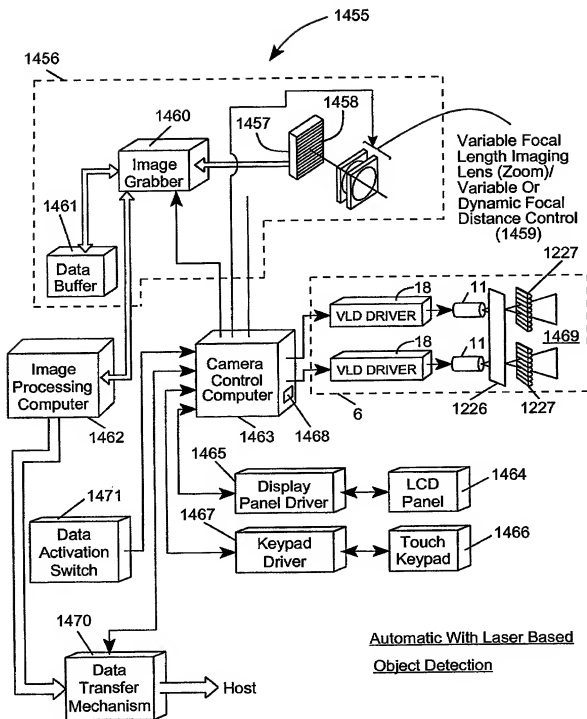 1455
1456
1460
1457
1458
Image
Grabber
Variable Focal
Length Imaging
Lens (Zoom)/
Variable Or
Dynamic Focal
Distance Control
(1459)
1461
Data
Buffer
18
11
1227
VLD DRIVER
1469
Camera
Control
Computer
18
11
VLD DRIVER
Image
Processing
Computer
1462
1463
1468
6
1226
1227
1465
Display
Panel Driver
LCD
Panel
1464
1471
Data
Activation
Switch
1467
Keypad
Driver
Touch
Keypad
1466
1470
Data
Transfer
Mechanism
Host
Automatic With Laser Based
Object Detection